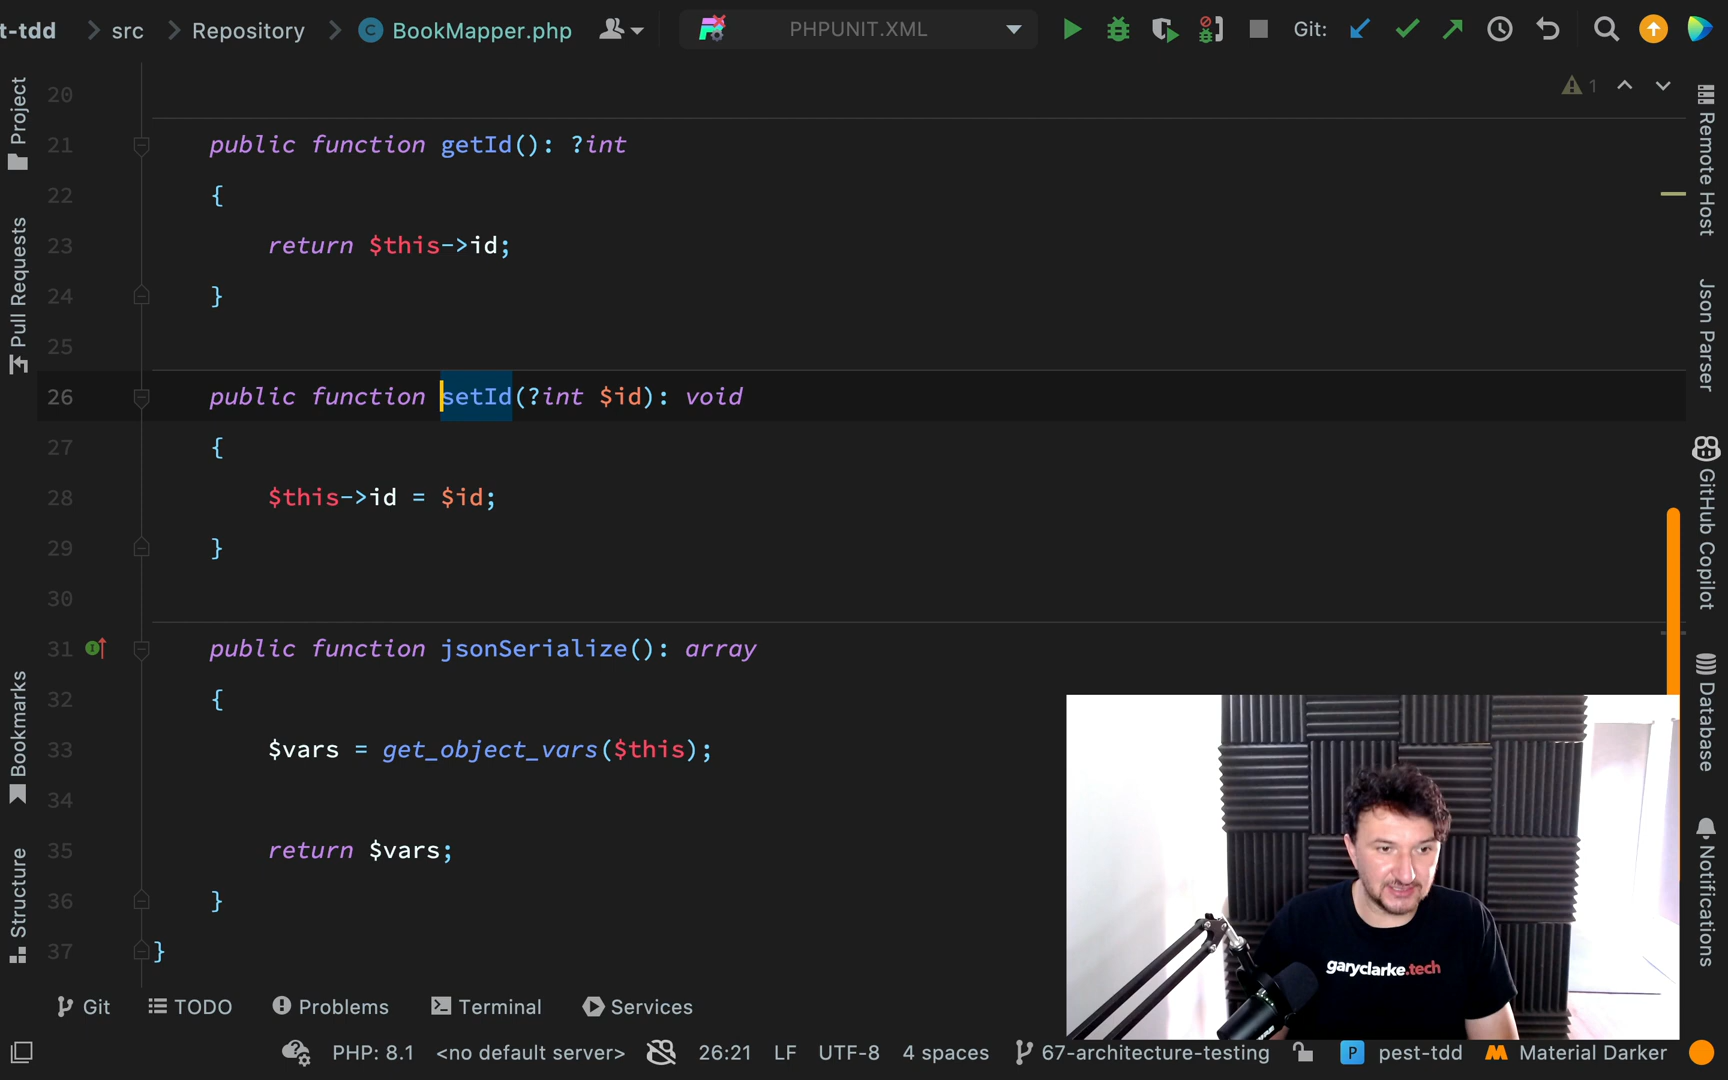 t-tdd src Repository BookMapper.php PHPUNIT.XML Git:
1
Project
Pull Requests
Bookmarks
Structure
20
21 public function getId(): ?int
22 {
23 return $this->id;
24 }
25
26 public function setId(?int $id): void
27 {
28 $this->id = $id;
29 }
30
31 public function jsonSerialize(): array
32 {
33 $vars = get_object_vars($this);
34
35 return $vars;
36 }
37 }
Remote Host
Json Parser
GitHub Copilot
Database
Notifications
garyclarke.tech
Git TODO Problems Terminal Services
PHP: 8.1 <no default server> 26:21 LF UTF-8 4 spaces 67-architecture-testing P pest-tdd Material Darker